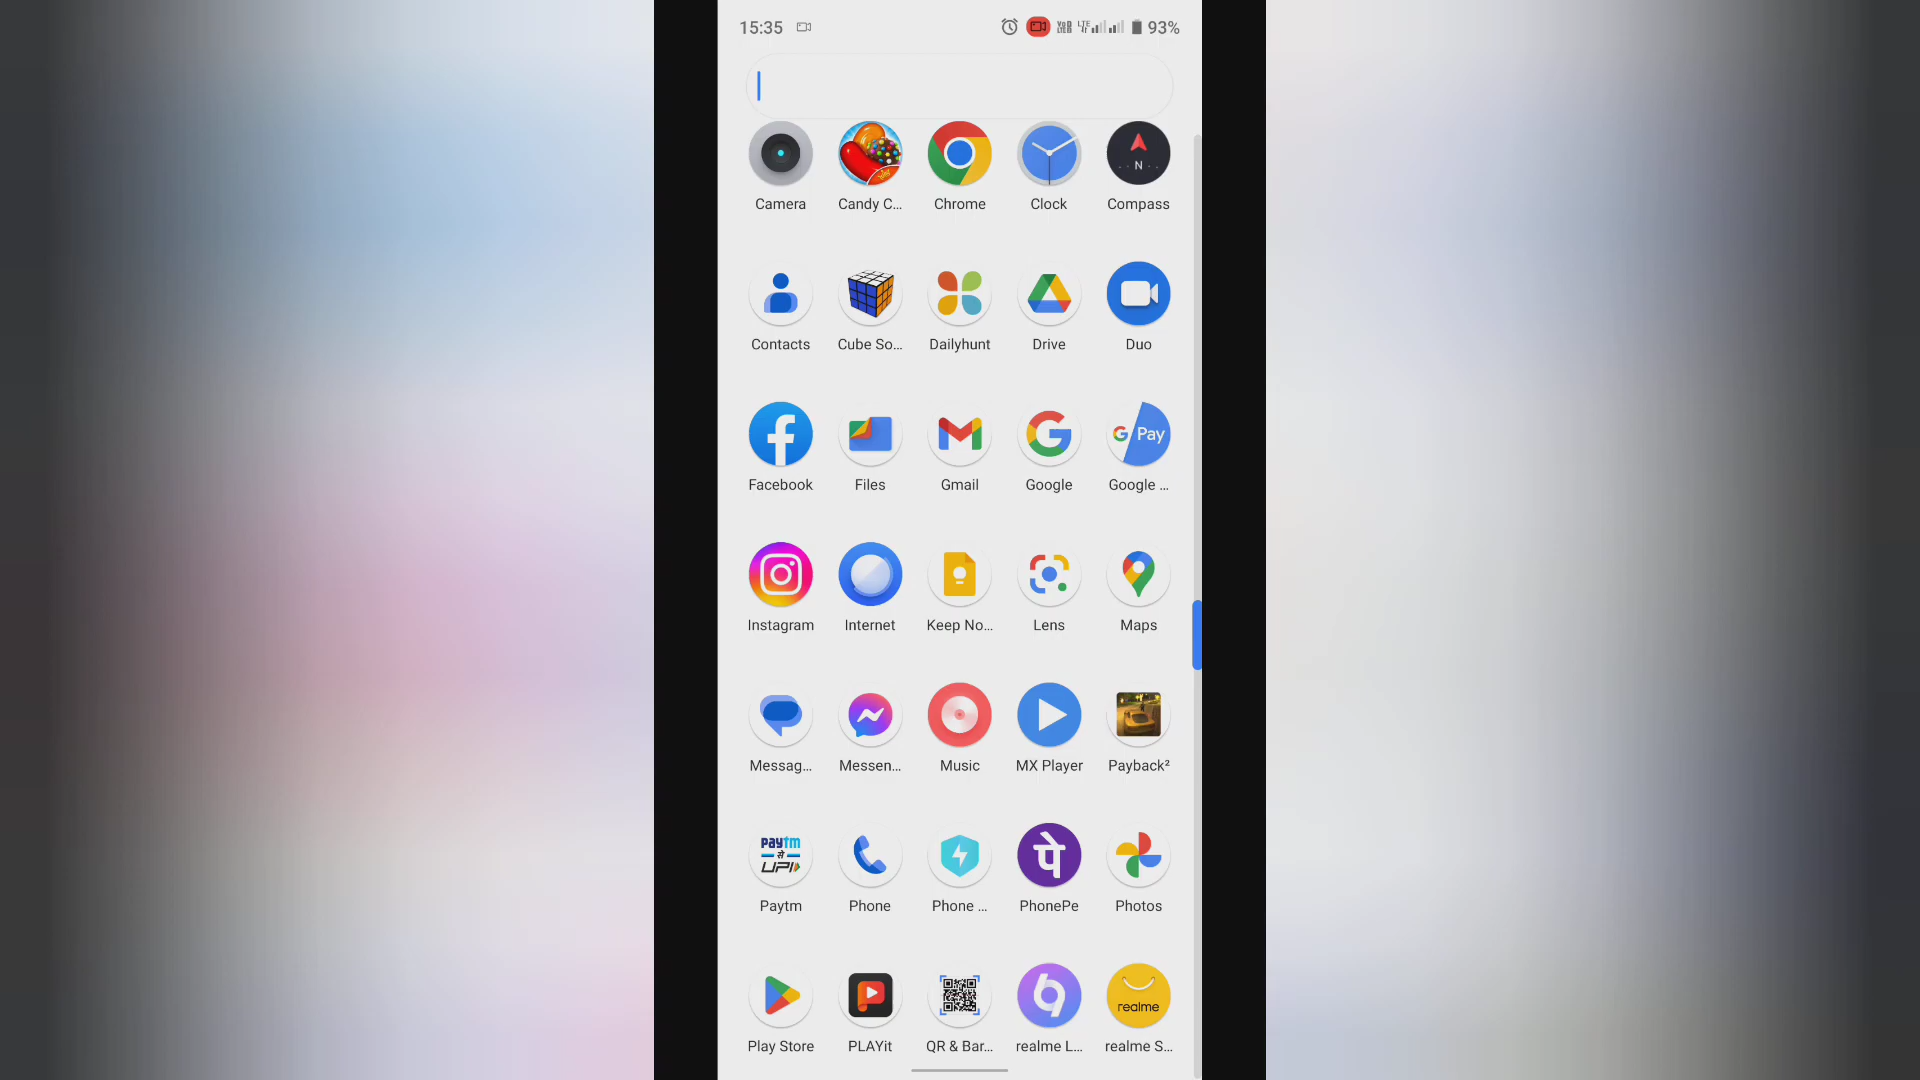 15:35 93%
Camera Candy C... Chrome Clock Compass
N
Contacts Cube So... Dailyhunt Drive Duo
G Pay
Facebook Files Gmail Google Google ...
Instagram Internet Keep No... Lens Maps
Messag... Messen... Music MX Player Payback²
paytm
से
UPI
पे
Paytm Phone Phone ... PhonePe Photos
realme
Play Store PLAYit QR & Bar... realme L... realme S...